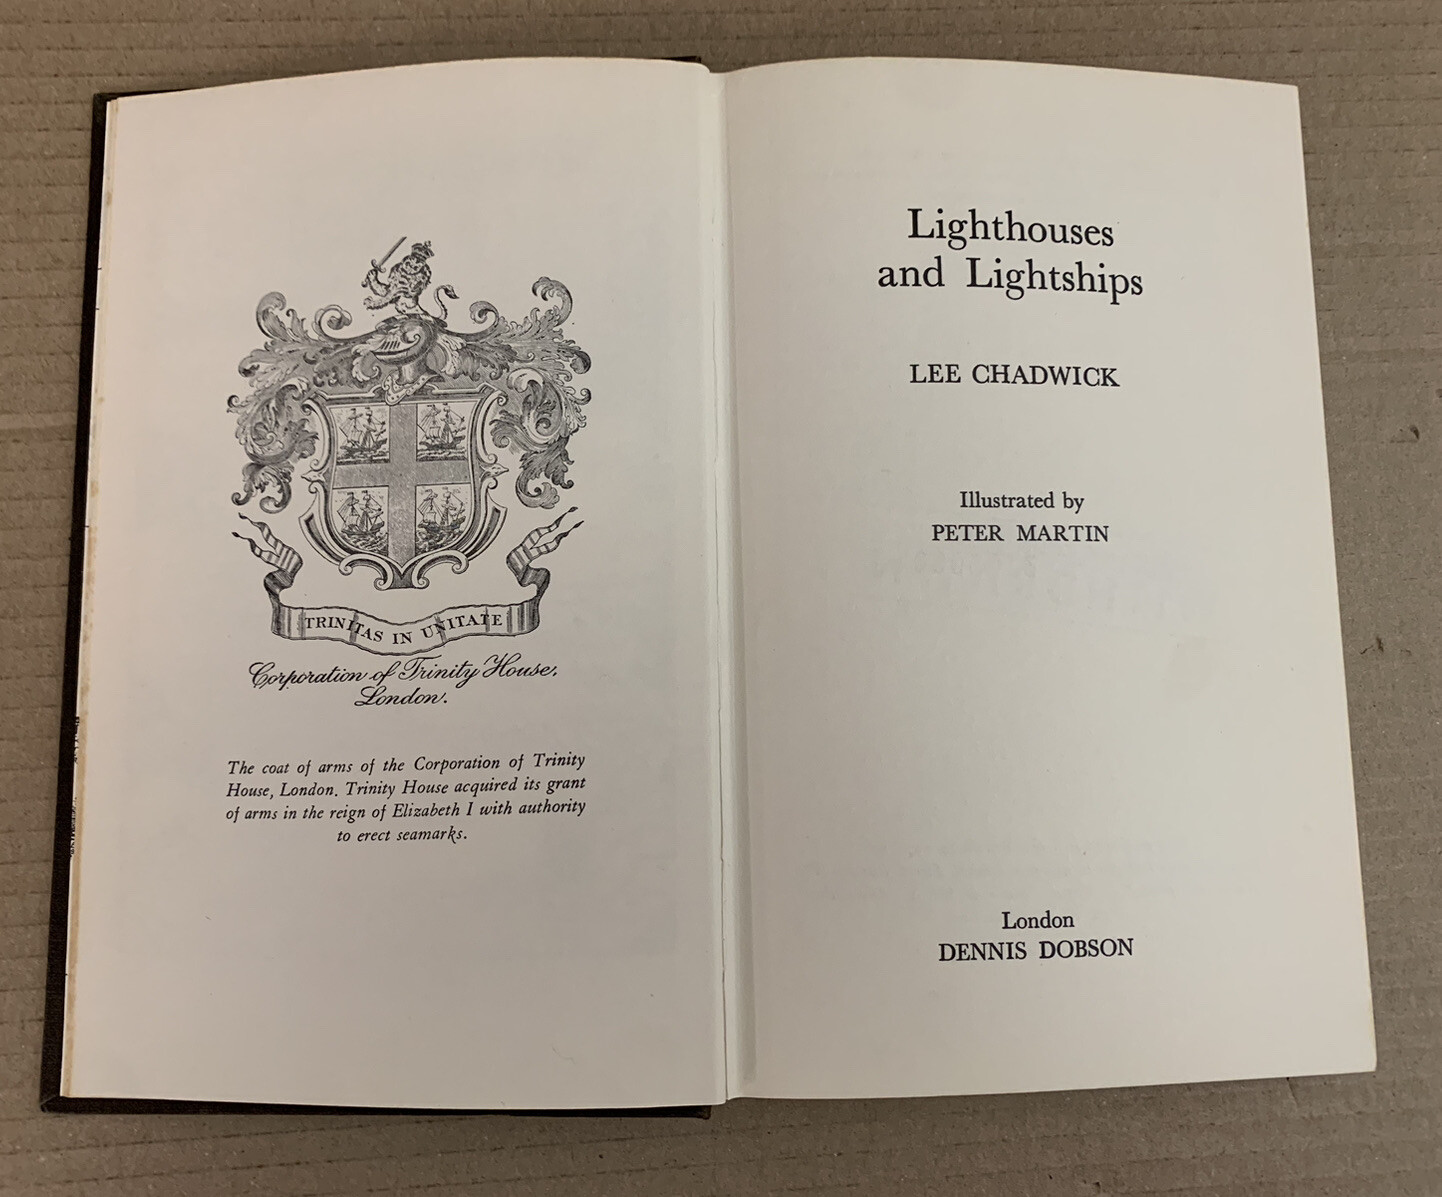 TRINITAS IN UNITATE
Corporation of Trinity House,
London.
The coat of arms of the Corporation of Trinity
House, London. Trinity House acquired its grant
of arms in the reign of Elizabeth I with authority
to erect seamarks.
Lighthouses
and Lightships
LEE CHADWICK
Illustrated by
PETER MARTIN
London
DENNIS DOBSON